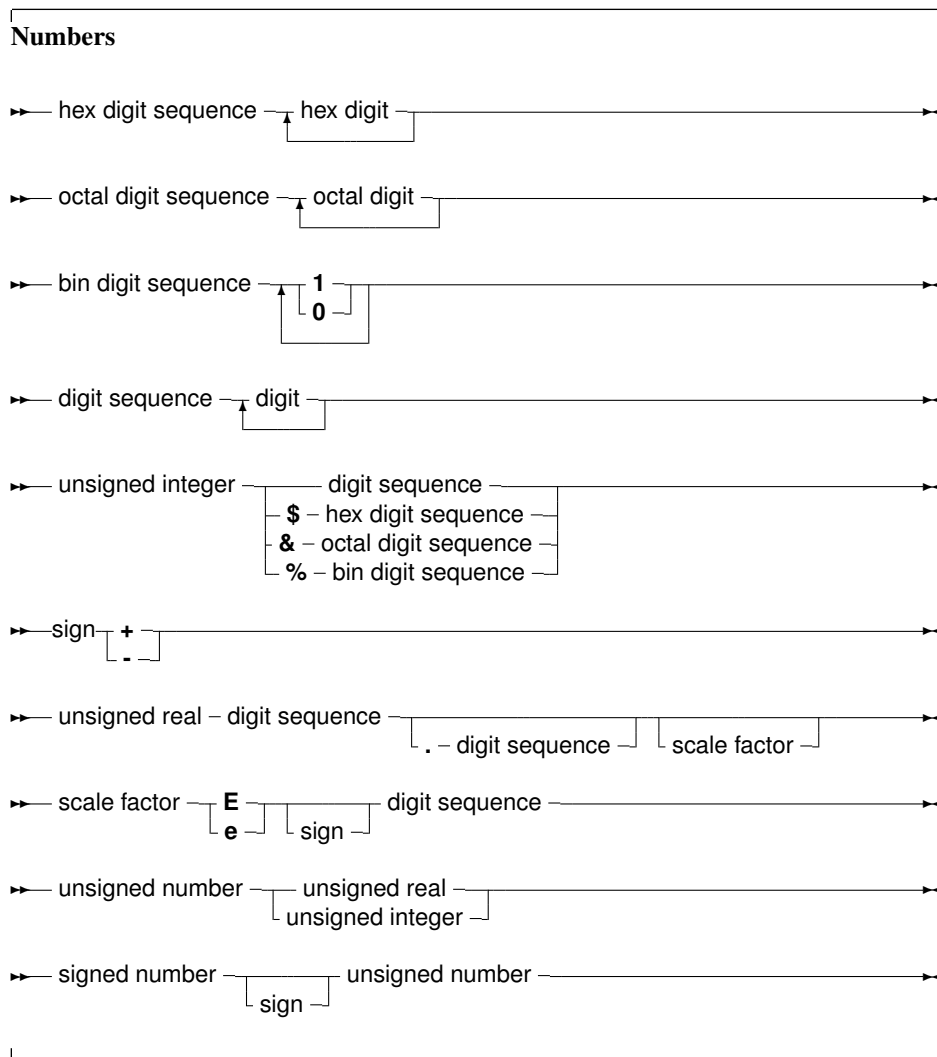 Numbers
hex digit sequence hex digit
octal digit sequence octal digit
bin digit sequence 1
0
digit sequence digit
unsigned integer digit sequence
$ hex digit sequence
& octal digit sequence
% bin digit sequence
sign +
-
unsigned real digit sequence
. digit sequence scale factor
scale factor E digit sequence
e sign
unsigned number unsigned real
unsigned integer
signed number unsigned number
sign